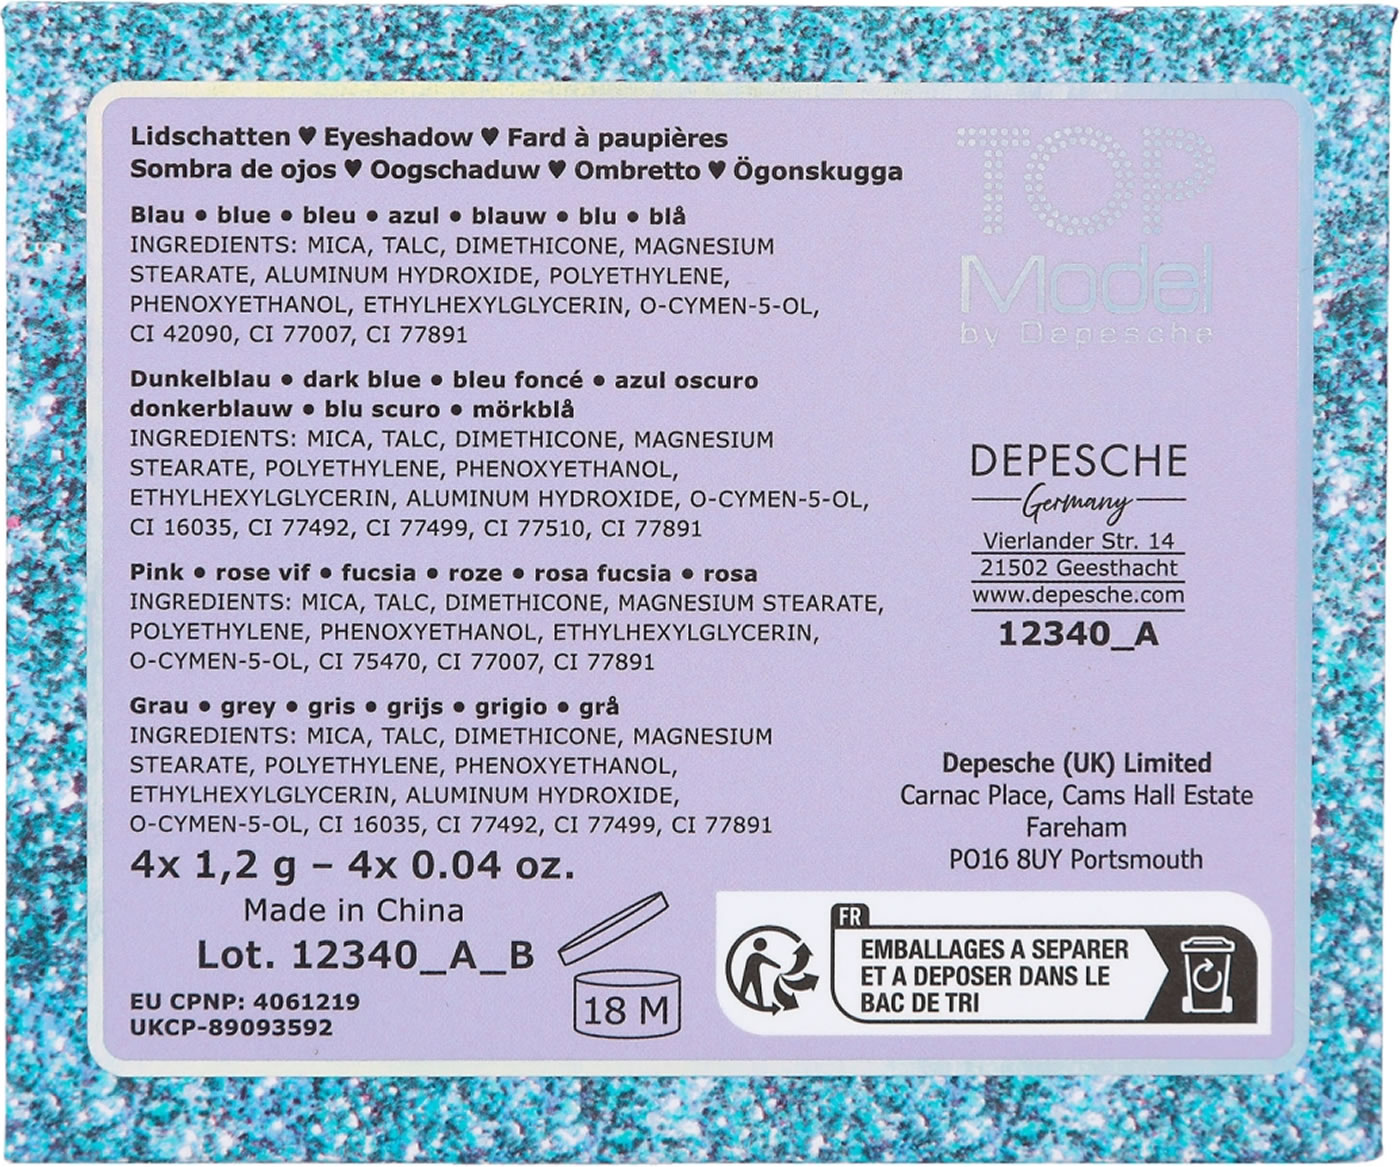 Lidschatten ♥ Eyeshadow ♥ Fard à paupières
Sombra de ojos ♥ Oogschaduw ♥ Ombretto ♥ Ögonskugga
Blau • blue • bleu • azul • blauw • blu • blå
INGREDIENTS: MICA, TALC, DIMETHICONE, MAGNESIUM
STEARATE, ALUMINUM HYDROXIDE, POLYETHYLENE,
PHENOXYETHANOL, ETHYLHEXYLGLYCERIN, O-CYMEN-5-OL,
CI 42090, CI 77007, CI 77891
Dunkelblau • dark blue • bleu foncé • azul oscuro
donkerblauw • blu scuro • mörkblå
INGREDIENTS: MICA, TALC, DIMETHICONE, MAGNESIUM
STEARATE, POLYETHYLENE, PHENOXYETHANOL,
ETHYLHEXYLGLYCERIN, ALUMINUM HYDROXIDE, O-CYMEN-5-OL,
CI 16035, CI 77492, CI 77499, CI 77510, CI 77891
Pink • rose vif • fucsia • roze • rosa fucsia • rosa
INGREDIENTS: MICA, TALC, DIMETHICONE, MAGNESIUM STEARATE,
POLYETHYLENE, PHENOXYETHANOL, ETHYLHEXYLGLYCERIN,
O-CYMEN-5-OL, CI 75470, CI 77007, CI 77891
Grau • grey • gris • grijs • grigio • grå
INGREDIENTS: MICA, TALC, DIMETHICONE, MAGNESIUM
STEARATE, POLYETHYLENE, PHENOXYETHANOL,
ETHYLHEXYLGLYCERIN, ALUMINUM HYDROXIDE,
O-CYMEN-5-OL, CI 16035, CI 77492, CI 77499, CI 77891
4x 1,2 g – 4x 0.04 oz.
Made in China
Lot. 12340_A_B
EU CPNP: 4061219
UKCP-89093592
18 M
TOP
Model
by Depesche
DEPESCHE
Germany
Vierlander Str. 14
21502 Geesthacht
www.depesche.com
12340_A
Depesche (UK) Limited
Carnac Place, Cams Hall Estate
Fareham
PO16 8UY Portsmouth
FR
EMBALLAGES A SEPARER
ET A DEPOSER DANS LE
BAC DE TRI